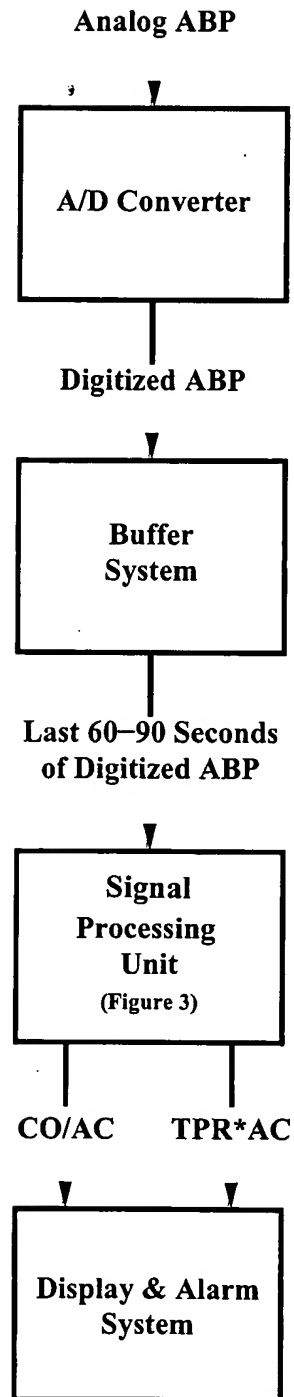 Analog ABP
A/D Converter
Digitized ABP
Buffer
System
Last 60−90 Seconds
of Digitized ABP
Signal
Processing
Unit
(Figure 3)
CO/AC TPR*AC
Display & Alarm
System